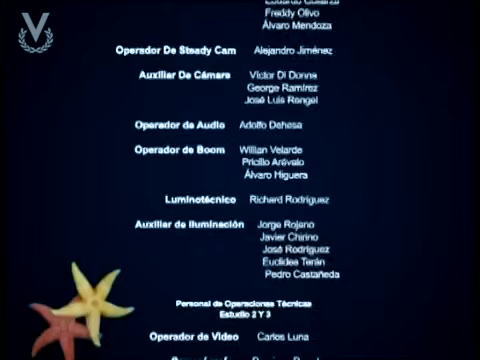 Freddy Olivo
Álvaro Mendoza
Operador De Steady Cam Alejandro Jiménez
Auxiliar De Cámara Víctor Di Donna
George Ramírez
José Luis Rangel
Operador de Audio Adolfo Dehesa
Operador de Boom Willian Velarde
Pricilio Arévalo
Álvaro Higuera
Luminotécnico Richard Rodríguez
Auxiliar de Iluminación Jorge Rojano
Javier Chirino
José Rodríguez
Euclides Terán
Pedro Castañeda
Personal de Operaciones Técnicas
Estudio 2 Y 3
Operador de Video Carlos Luna